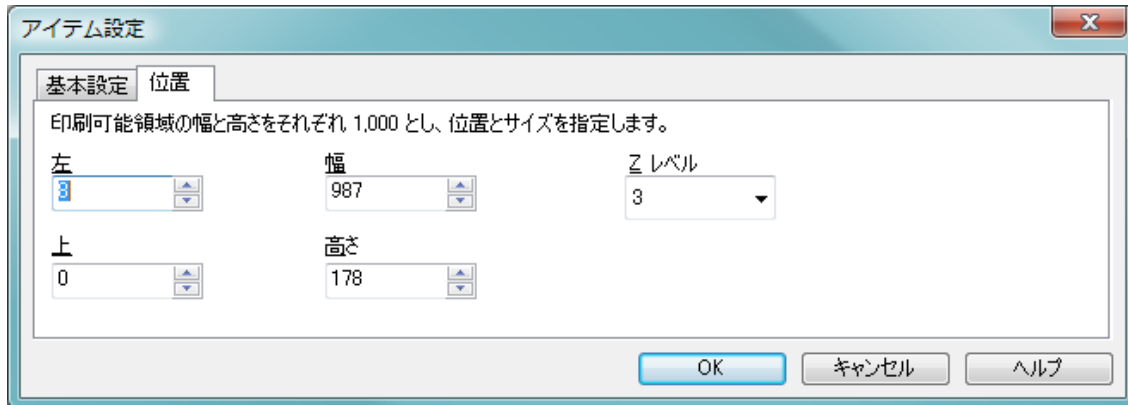 アイテム設定
基本設定 位置
印刷可能領域の幅と高さをそれぞれ 1,000 とし、位置とサイズを指定します。
左 幅 Z レベル
8 987 3
上 高さ
0 178
OK キャンセル ヘルプ